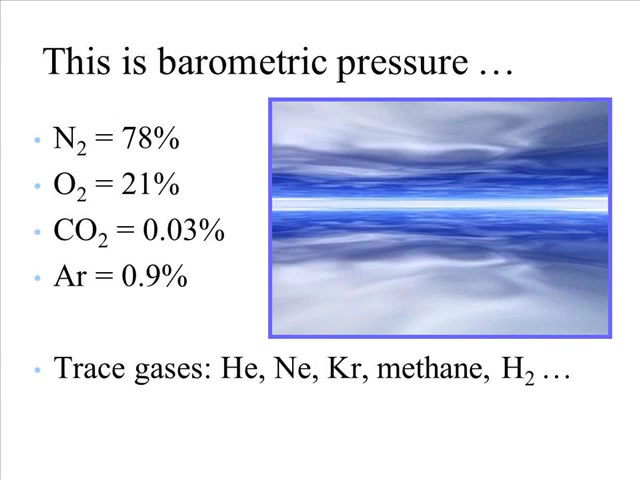 This is barometric pressure …
• N₂ = 78%
• O₂ = 21%
• CO₂ = 0.03%
• Ar = 0.9%
• Trace gases: He, Ne, Kr, methane, H₂ …